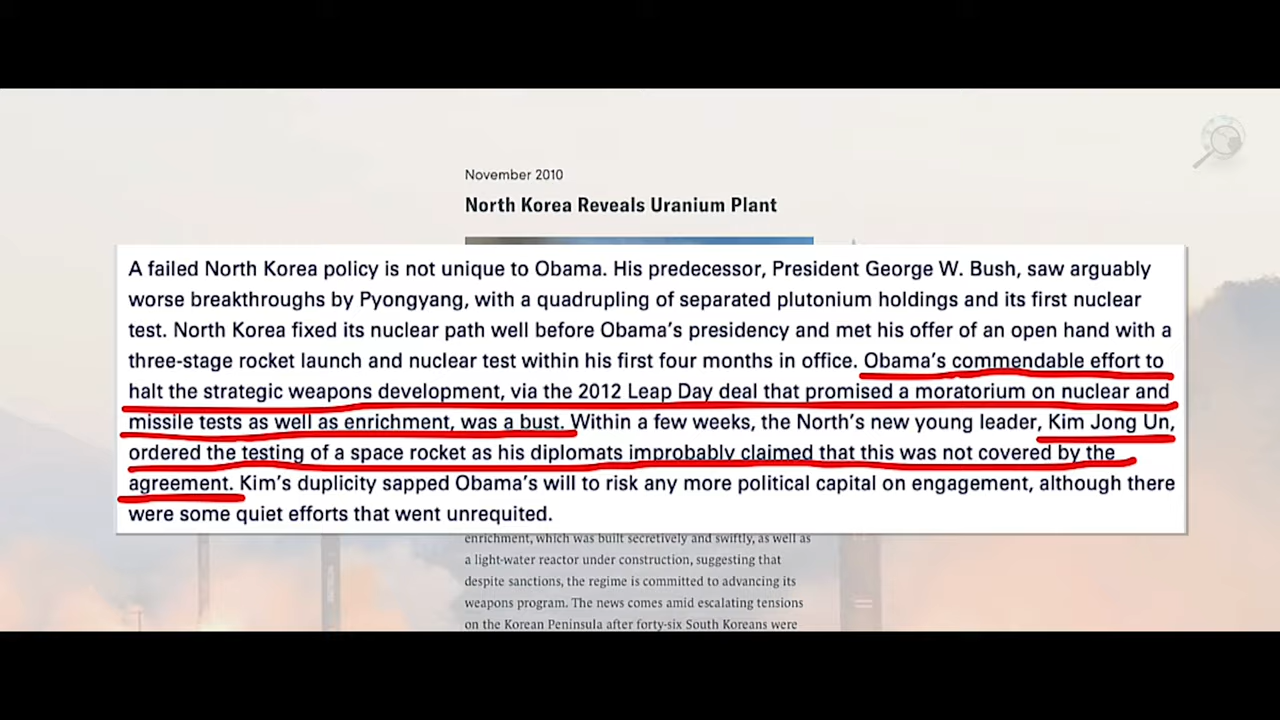 November 2010
North Korea Reveals Uranium Plant
A failed North Korea policy is not unique to Obama. His predecessor, President George W. Bush, saw arguably
worse breakthroughs by Pyongyang, with a quadrupling of separated plutonium holdings and its first nuclear
test. North Korea fixed its nuclear path well before Obama's presidency and met his offer of an open hand with a
three-stage rocket launch and nuclear test within his first four months in office. Obama's commendable effort to
halt the strategic weapons development, via the 2012 Leap Day deal that promised a moratorium on nuclear and
missile tests as well as enrichment, was a bust. Within a few weeks, the North's new young leader, Kim Jong Un,
ordered the testing of a space rocket as his diplomats improbably claimed that this was not covered by the
agreement. Kim's duplicity sapped Obama's will to risk any more political capital on engagement, although there
were some quiet efforts that went unrequited.
enrichment, which was built secretively and swiftly, as well as
a light-water reactor under construction, suggesting that
despite sanctions, the regime is committed to advancing its
weapons program. The news comes amid escalating tensions
on the Korean Peninsula after forty-six South Koreans were